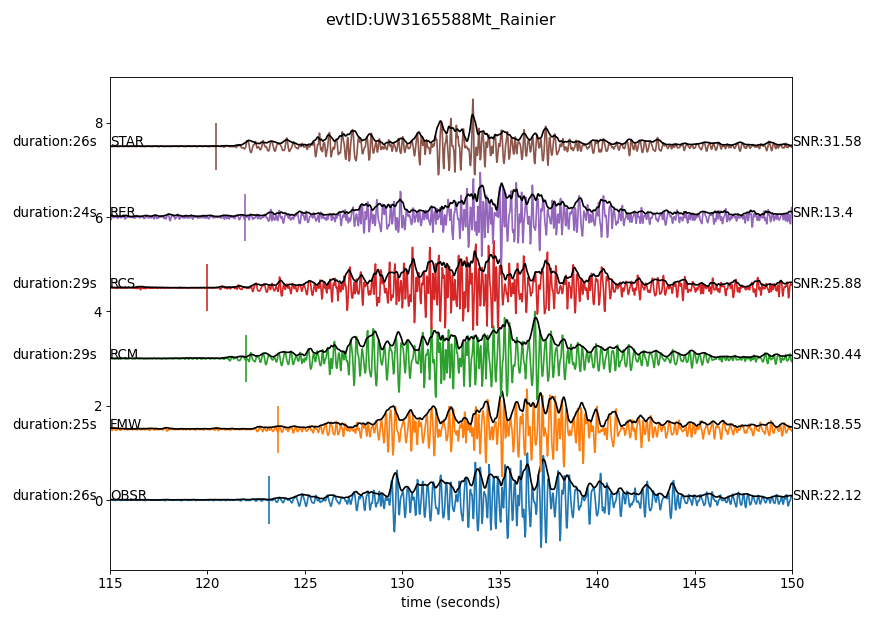 evtID:UW3165588Mt_Rainier
8
duration:26s STAR SNR:31.58
duration:24s RER SNR:13.4
6
duration:29s RCS SNR:25.88
4
duration:29s RCM SNR:30.44
2
duration:25s FMW SNR:18.55
duration:26s OBSR SNR:22.12
0
115 120 125 130 135 140 145 150
time (seconds)